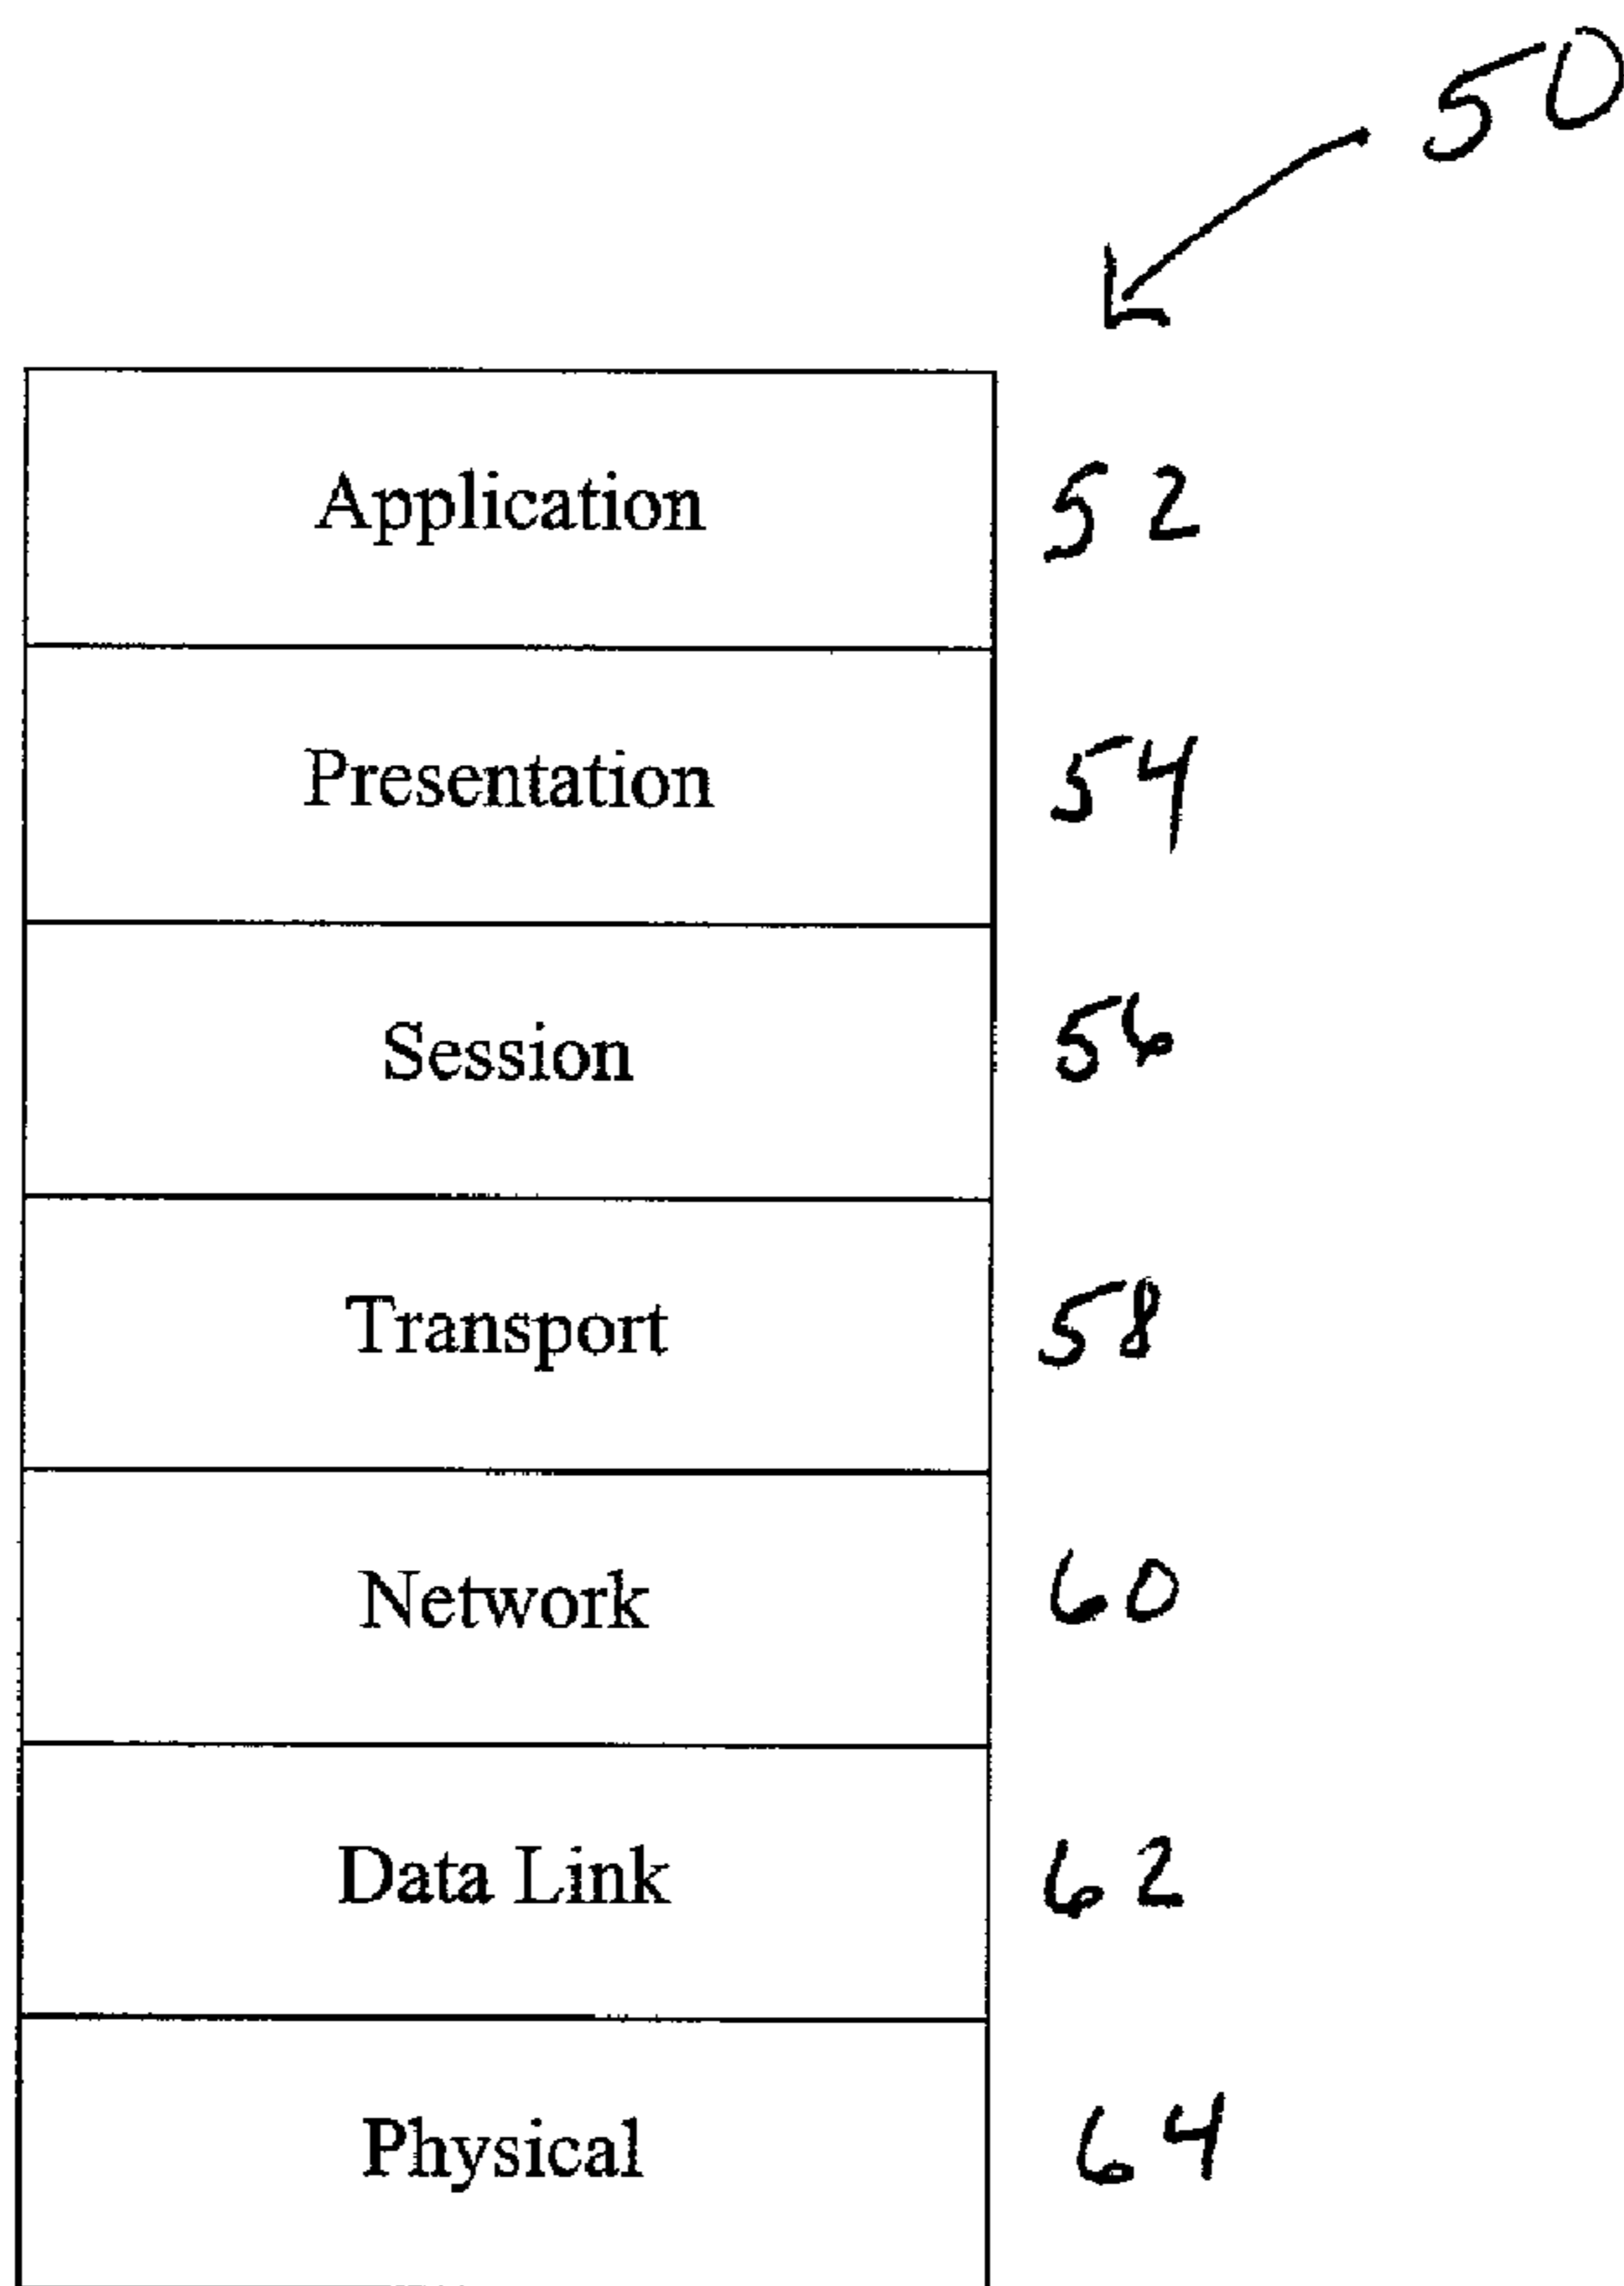 50
Application 52
Presentation 54
Session 56
Transport 58
Network 60
Data Link 62
Physical 64